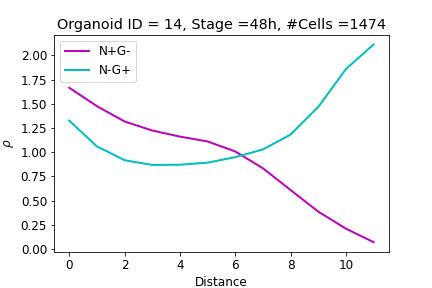 Organoid ID = 14, Stage =48h, #Cells =1474
N+G-
N-G+
2.00
1.75
1.50
1.25
1.00
0.75
0.50
0.25
0.00
ρ
0 2 4 6 8 10
Distance